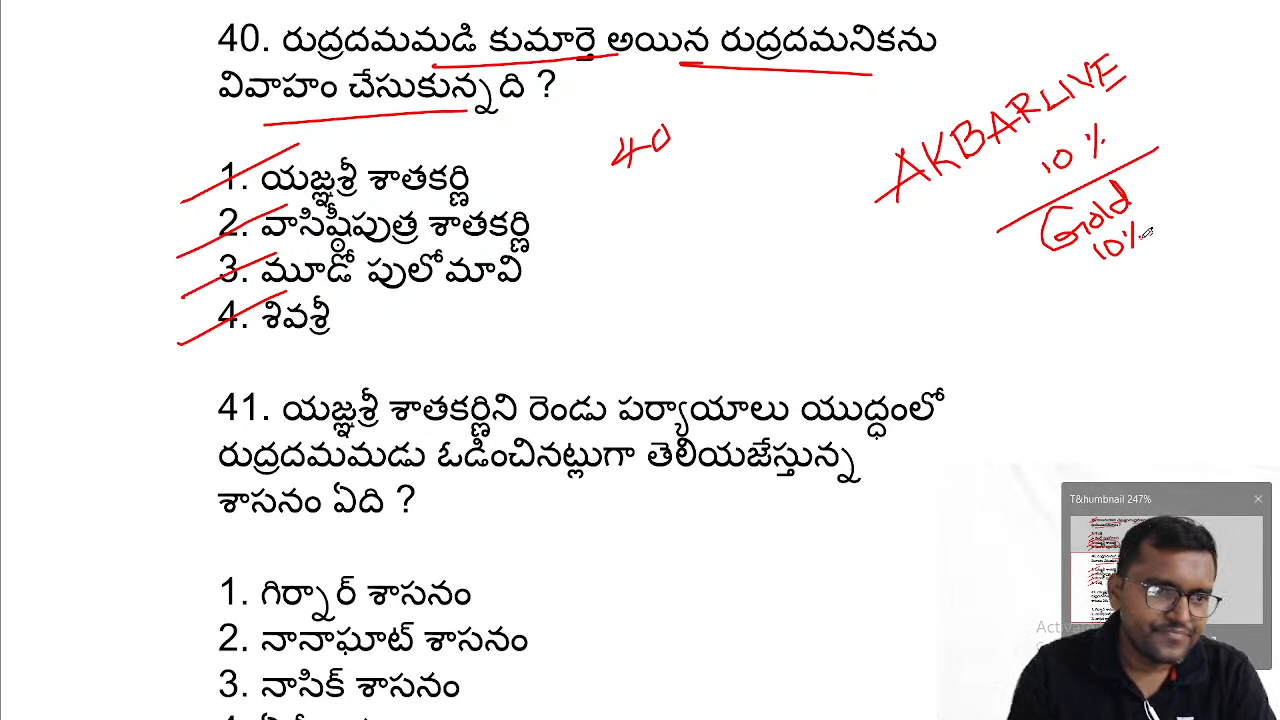 40. రుద్రదమమడి కుమార్తె అయిన రుద్రదమనికను
వివాహం చేసుకున్నది ?
1. యజ్ఞశ్రీ శాతకర్ణి
2. వాసిష్ఠీపుత్ర శాతకర్ణి
3. మూడో పులోమావి
4. శివశ్రీ
40
AKBARLIVE
10 %
Gold
10%
41. యజ్ఞశ్రీ శాతకర్ణిని రెండు పర్యాయాలు యుద్ధంలో
రుద్రదమమడు ఓడించినట్లుగా తెలియజేస్తున్న
శాసనం ఏది ?
1. గిర్నార్ శాసనం
2. నానాఘాట్ శాసనం
3. నాసిక్ శాసనం
T&humbnail 247%